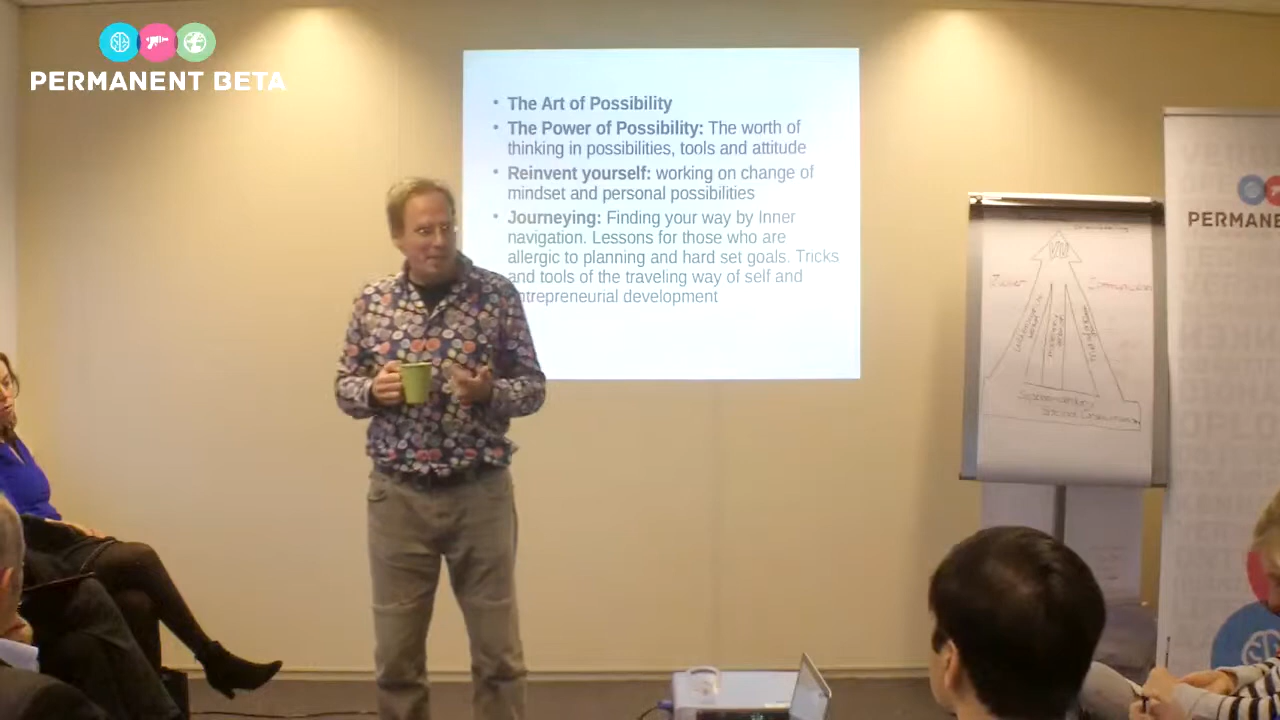 PERMANENT BETA
The Art of Possibility
The Power of Possibility: The worth of
thinking in possibilities, tools and attitude
Reinvent yourself: working on change of
mindset and personal possibilities
Journeying: Finding your way by Inner
navigation. Lessons for those who are
allergic to planning and hard set goals. Tricks
and tools of the traveling way of self and
ntrepreneurial development
PERMANE